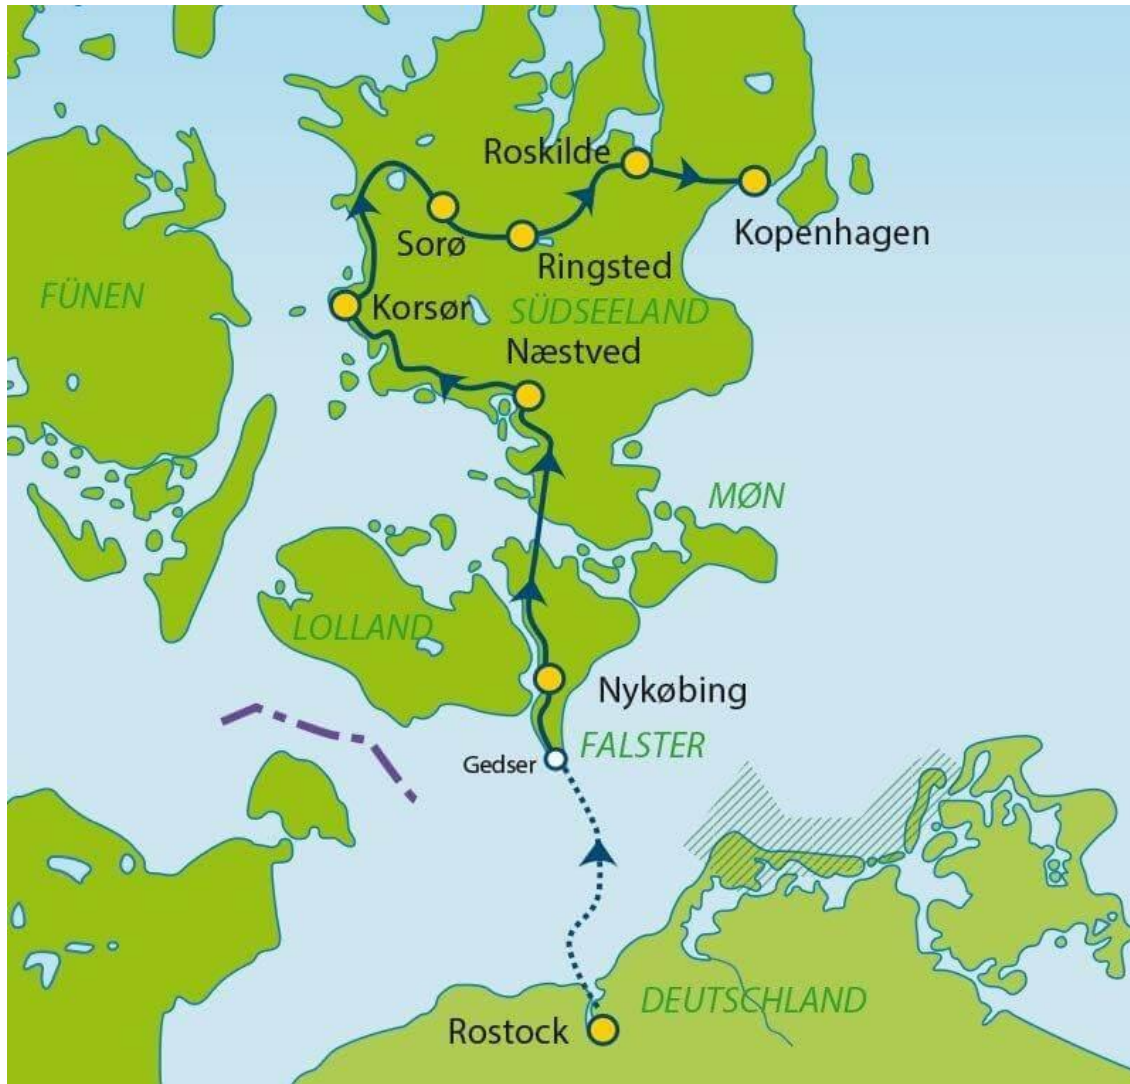 Roskilde
Kopenhagen
Sorø
Ringsted
FÜNEN
Korsør
SÜDSEELAND
Næstved
MØN
LOLLAND
Nykøbing
FALSTER
Gedser
DEUTSCHLAND
Rostock